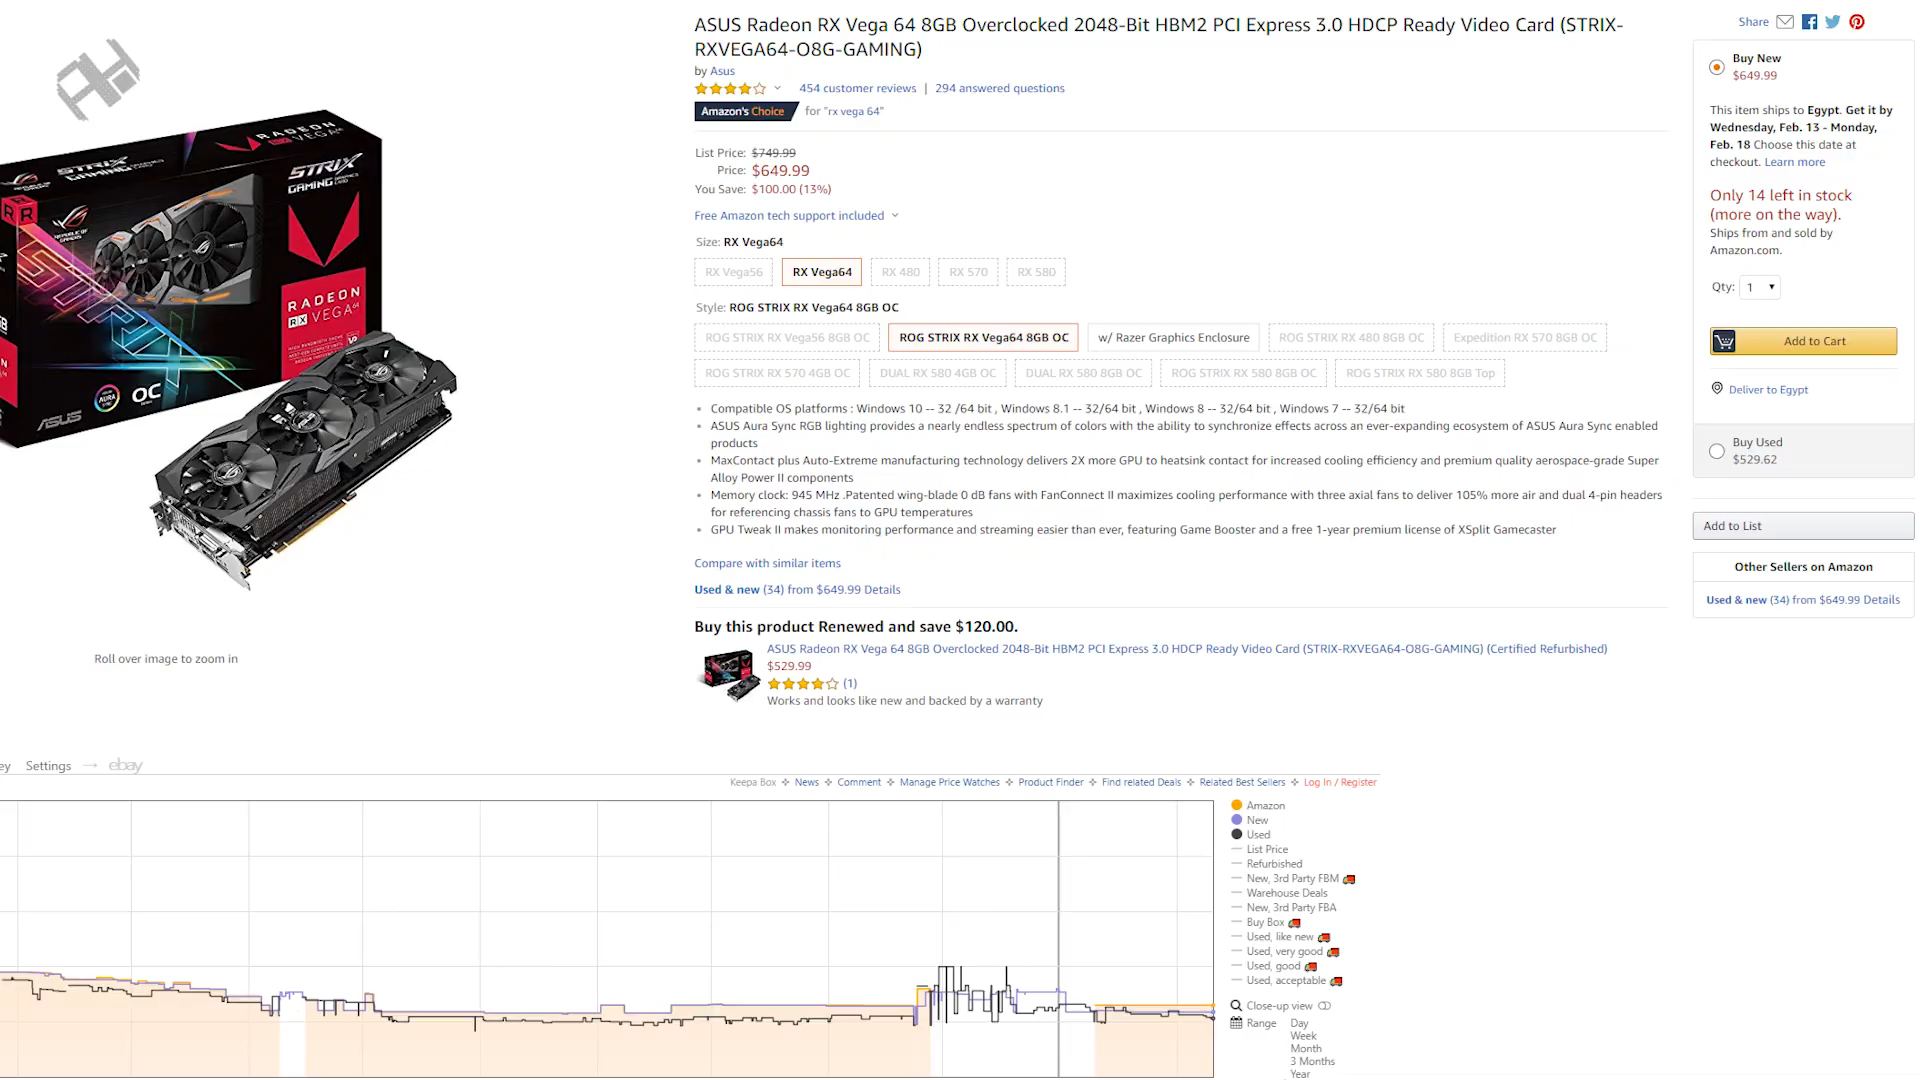 ASUS Radeon RX Vega 64 8GB Overclocked 2048-Bit HBM2 PCI Express 3.0 HDCP Ready Video Card (STRIX-
RXVEGA64-O8G-GAMING)
by Asus
454 customer reviews | 294 answered questions
Amazon's Choice for "rx vega 64"
List Price: $749.99
Price: $649.99
You Save: $100.00 (13%)
Free Amazon tech support included
Size: RX Vega64
RX Vega56 RX Vega64 RX 480 RX 570 RX 580
Style: ROG STRIX RX Vega64 8GB OC
ROG STRIX RX Vega56 8GB OC ROG STRIX RX Vega64 8GB OC w/ Razer Graphics Enclosure ROG STRIX RX 480 8GB OC Expedition RX 570 8GB OC
ROG STRIX RX 570 4GB OC DUAL RX 580 4GB OC DUAL RX 580 8GB OC ROG STRIX RX 580 8GB OC ROG STRIX RX 580 8GB Top
Compatible OS platforms : Windows 10 -- 32 /64 bit , Windows 8.1 -- 32/64 bit , Windows 8 -- 32/64 bit , Windows 7 -- 32/64 bit
ASUS Aura Sync RGB lighting provides a nearly endless spectrum of colors with the ability to synchronize effects across an ever-expanding ecosystem of ASUS Aura Sync enabled
products
MaxContact plus Auto-Extreme manufacturing technology delivers 2X more GPU to heatsink contact for increased cooling efficiency and premium quality aerospace-grade Super
Alloy Power II components
Memory clock: 945 MHz .Patented wing-blade 0 dB fans with FanConnect II maximizes cooling performance with three axial fans to deliver 105% more air and dual 4-pin headers
for referencing chassis fans to GPU temperatures
GPU Tweak II makes monitoring performance and streaming easier than ever, featuring Game Booster and a free 1-year premium license of XSplit Gamecaster
Compare with similar items
Used & new (34) from $649.99 Details
Buy this product Renewed and save $120.00.
ASUS Radeon RX Vega 64 8GB Overclocked 2048-Bit HBM2 PCI Express 3.0 HDCP Ready Video Card (STRIX-RXVEGA64-O8G-GAMING) (Certified Refurbished)
$529.99
(1)
Works and looks like new and backed by a warranty
Share
Buy New
$649.99
This item ships to Egypt. Get it by
Wednesday, Feb. 13 - Monday,
Feb. 18 Choose this date at
checkout. Learn more
Only 14 left in stock
(more on the way).
Ships from and sold by
Amazon.com.
Qty: 1
Add to Cart
Deliver to Egypt
Buy Used
$529.62
Add to List
Other Sellers on Amazon
Used & new (34) from $649.99 Details
RADEON
STRIX
GAMING
STRIX
GAMING GRAPHICS CARD
REPUBLIC OF
GAMERS
RADEON
RX VEGA 64
ASUS
AURA
OC
Roll over image to zoom in
ey Settings → ebay
Keepa Box News Comment Manage Price Watches Product Finder Find related Deals Related Best Sellers Log In / Register
Amazon
New
Used
List Price
Refurbished
New, 3rd Party FBM
Warehouse Deals
New, 3rd Party FBA
Buy Box
Used, like new
Used, very good
Used, good
Used, acceptable
Close-up view
Range Day
Week
Month
3 Months
Year